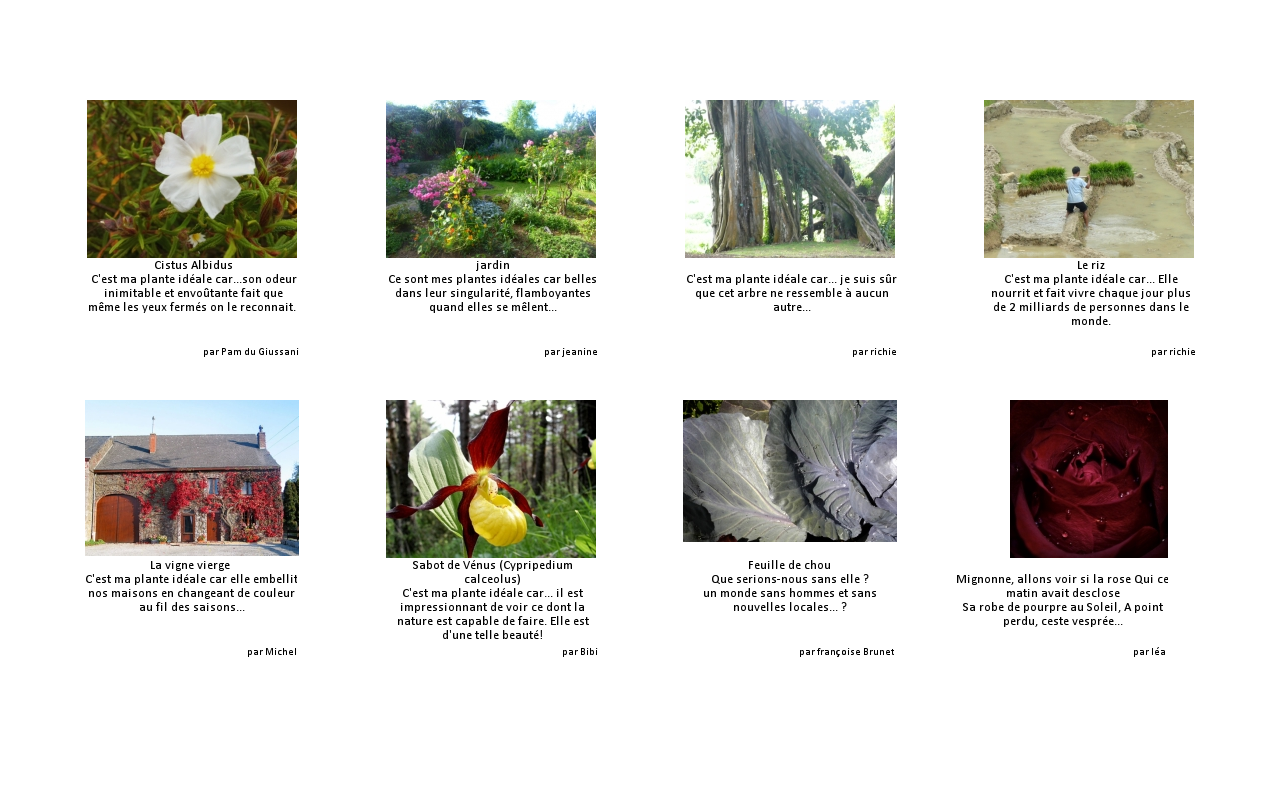 Cistus Albidus
C'est ma plante idéale car...son odeur
inimitable et envoûtante fait que
même les yeux fermés on le reconnait.
par Pam du Giussani
jardin
Ce sont mes plantes idéales car belles
dans leur singularité, flamboyantes
quand elles se mêlent...
par jeanine
C'est ma plante idéale car... je suis sûr
que cet arbre ne ressemble à aucun
autre...
par richie
Le riz
C'est ma plante idéale car... Elle
nourrit et fait vivre chaque jour plus
de 2 milliards de personnes dans le
monde.
par richie
La vigne vierge
C'est ma plante idéale car elle embellit
nos maisons en changeant de couleur
au fil des saisons...
par Michel
Sabot de Vénus (Cypripedium
calceolus)
C'est ma plante idéale car... il est
impressionnant de voir ce dont la
nature est capable de faire. Elle est
d'une telle beauté!
par Bibi
Feuille de chou
Que serions-nous sans elle ?
un monde sans hommes et sans
nouvelles locales... ?
par françoise Brunet
Mignonne, allons voir si la rose Qui ce
matin avait desclose
Sa robe de pourpre au Soleil, A point
perdu, ceste vesprée...
par léa